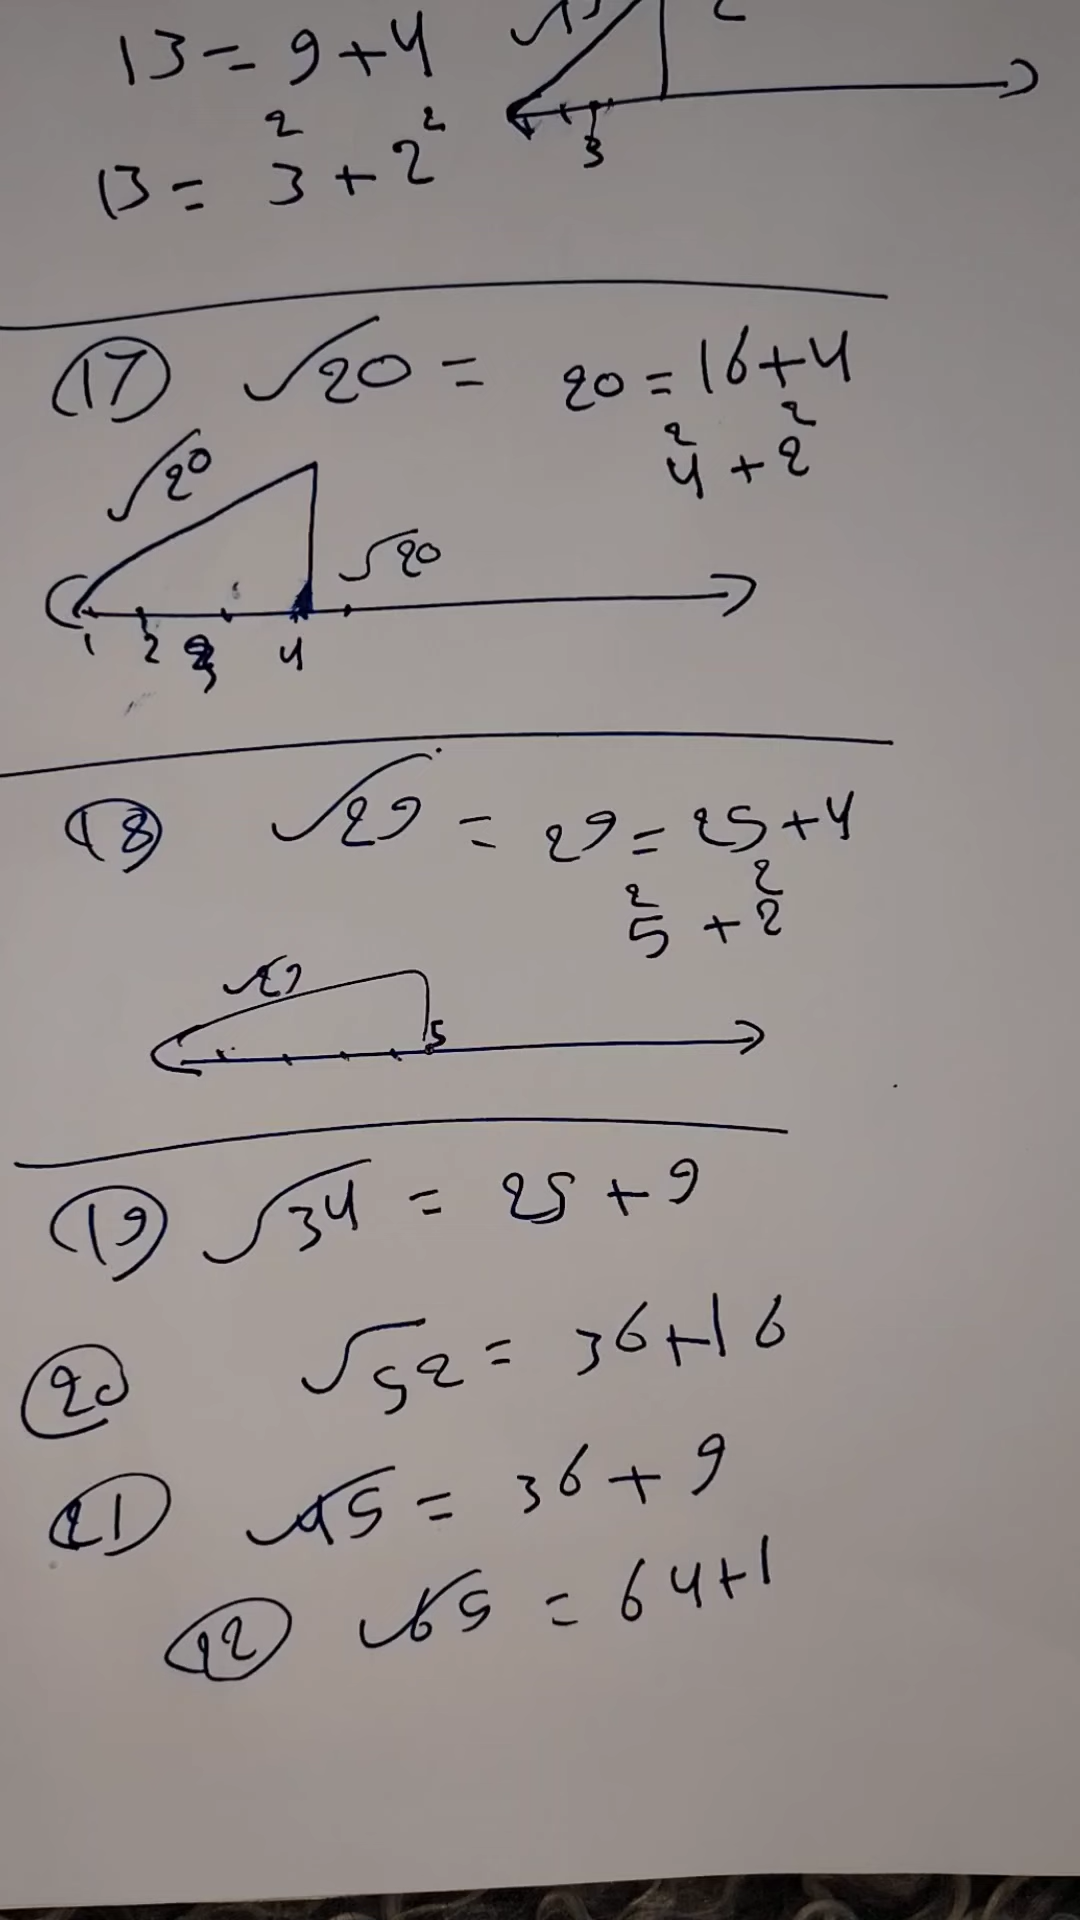 13 = 9+4
13 = 3² + 2²
√13
2
3
17 √20 = 20 = 16+4
4² + 2²
√20
√20
1 2 3 4
18 √29 = 29 = 25+4
5² + 2²
√29
5
19 √34 = 25 + 9
20 √52 = 36+16
21 √45 = 36 + 9
22 √65 = 64+1